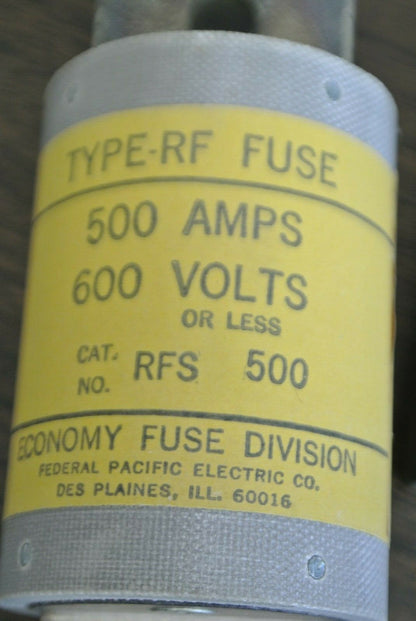 TYPE-RF FUSE
500 AMPS
600 VOLTS
OR LESS
CAT. NO. RFS 500
ECONOMY FUSE DIVISION
FEDERAL PACIFIC ELECTRIC CO.
DES PLAINES, ILL. 60016